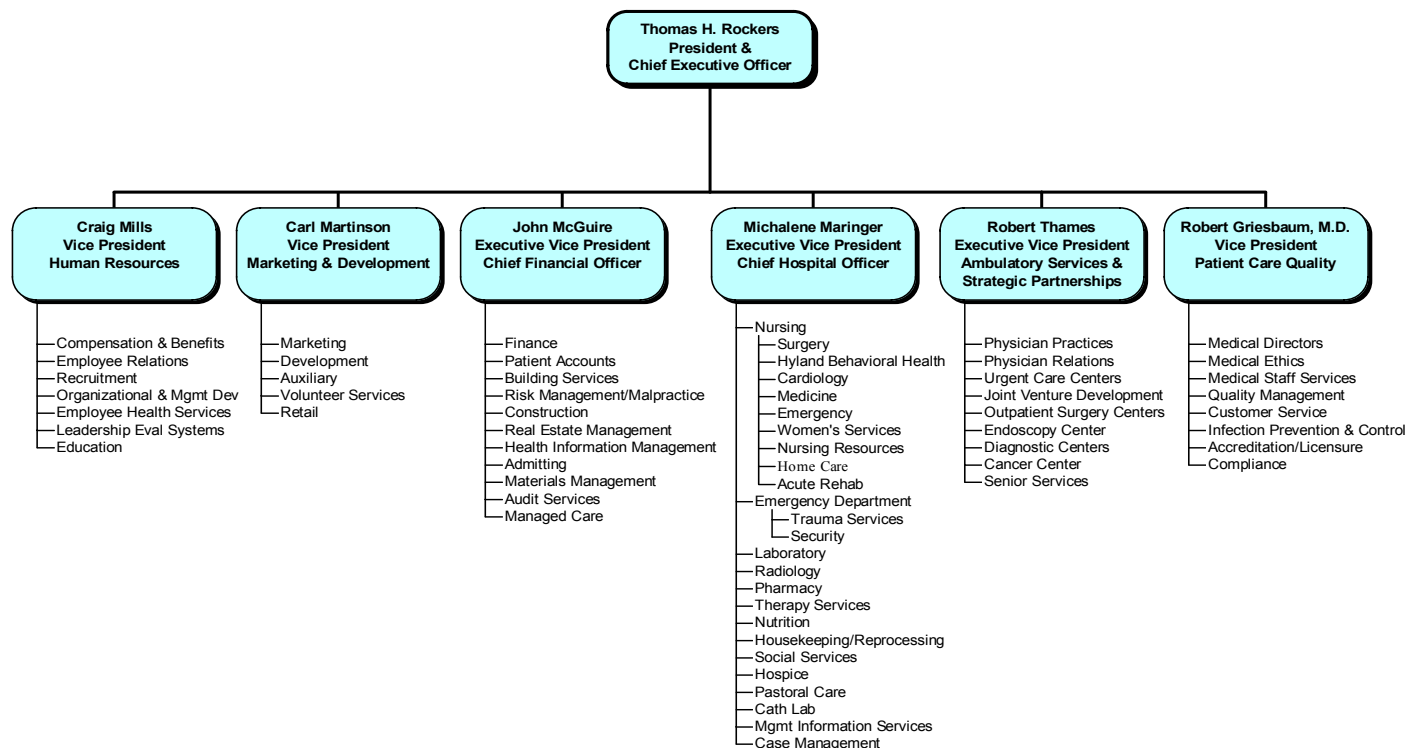 Thomas H. Rockers
President &
Chief Executive Officer
Craig Mills
Vice President
Human Resources
Compensation & Benefits
Employee Relations
Recruitment
Organizational & Mgmt Dev
Employee Health Services
Leadership Eval Systems
Education
Carl Martinson
Vice President
Marketing & Development
Marketing
Development
Auxiliary
Volunteer Services
Retail
John McGuire
Executive Vice President
Chief Financial Officer
Finance
Patient Accounts
Building Services
Risk Management/Malpractice
Construction
Real Estate Management
Health Information Management
Admitting
Materials Management
Audit Services
Managed Care
Michalene Maringer
Executive Vice President
Chief Hospital Officer
Nursing
Surgery
Hyland Behavioral Health
Cardiology
Medicine
Emergency
Women's Services
Nursing Resources
Home Care
Acute Rehab
Emergency Department
Trauma Services
Security
Laboratory
Radiology
Pharmacy
Therapy Services
Nutrition
Housekeeping/Reprocessing
Social Services
Hospice
Pastoral Care
Cath Lab
Mgmt Information Services
Case Management
Robert Thames
Executive Vice President
Ambulatory Services &
Strategic Partnerships
Physician Practices
Physician Relations
Urgent Care Centers
Joint Venture Development
Outpatient Surgery Centers
Endoscopy Center
Diagnostic Centers
Cancer Center
Senior Services
Robert Griesbaum, M.D.
Vice President
Patient Care Quality
Medical Directors
Medical Ethics
Medical Staff Services
Quality Management
Customer Service
Infection Prevention & Control
Accreditation/Licensure
Compliance